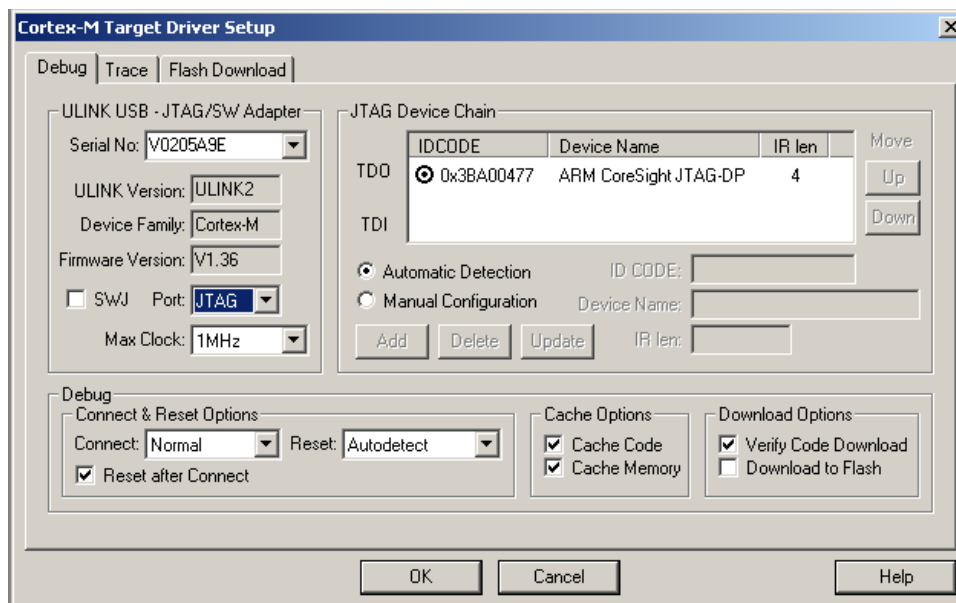 Cortex-M Target Driver Setup
Debug Trace Flash Download
ULINK USB - JTAG/SW Adapter
Serial No: V0205A9E
ULINK Version: ULINK2
Device Family: Cortex-M
Firmware Version: V1.36
SWJ Port: JTAG
Max Clock: 1MHz
JTAG Device Chain
IDCODE Device Name IR len Move
TDO 0x3BA00477 ARM CoreSight JTAG-DP 4 Up
TDI Down
Automatic Detection ID CODE:
Manual Configuration Device Name:
Add Delete Update IR len:
Debug
Connect & Reset Options
Connect: Normal Reset: Autodetect
Reset after Connect
Cache Options
Cache Code
Cache Memory
Download Options
Verify Code Download
Download to Flash
OK Cancel Help